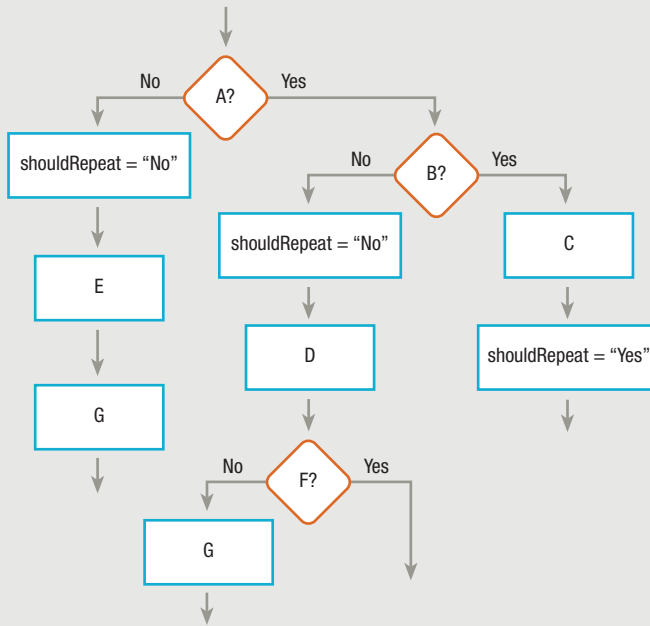 A?
No
Yes
shouldRepeat = “No”
B?
No
Yes
shouldRepeat = “No”
C
E
D
shouldRepeat = “Yes”
G
F?
No
Yes
G